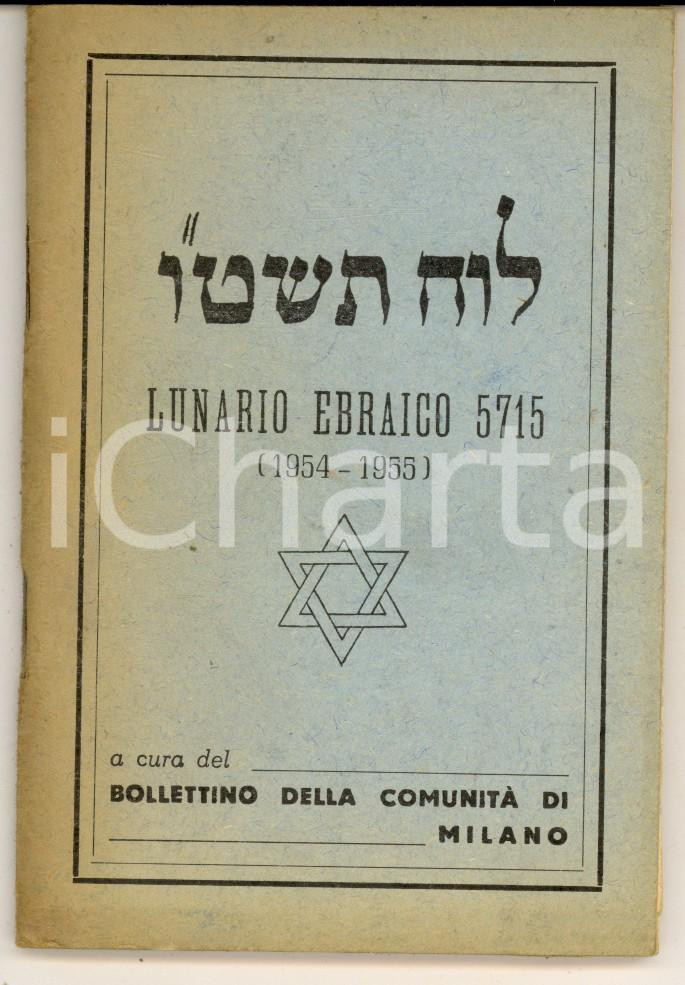 לוח תשט"ו
LUNARIO EBRAICO 5715
(1954-1955)
iCharta
a cura del
BOLLETTINO DELLA COMUNITÀ DI
MILANO